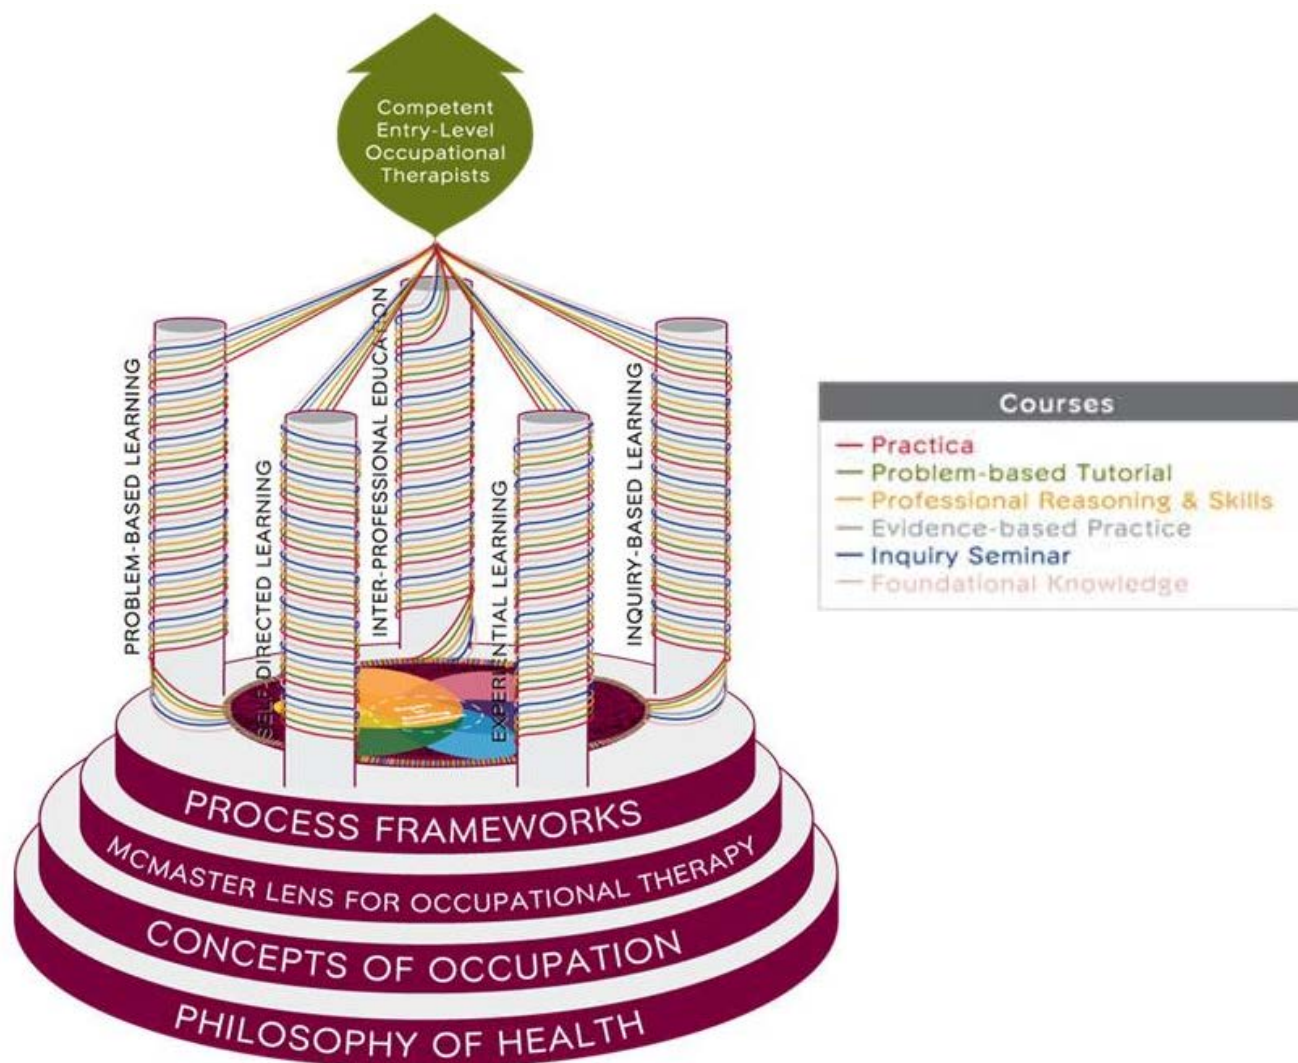 Competent
Entry-Level
Occupational
Therapists
PROBLEM-BASED LEARNING
SELF-DIRECTED LEARNING
INTER-PROFESSIONAL EDUCATION
EXPERIENTIAL LEARNING
INQUIRY-BASED LEARNING
Courses
Practica
Problem-based Tutorial
Professional Reasoning & Skills
Evidence-based Practice
Inquiry Seminar
Foundational Knowledge
PROCESS FRAMEWORKS
MCMASTER LENS FOR OCCUPATIONAL THERAPY
CONCEPTS OF OCCUPATION
PHILOSOPHY OF HEALTH